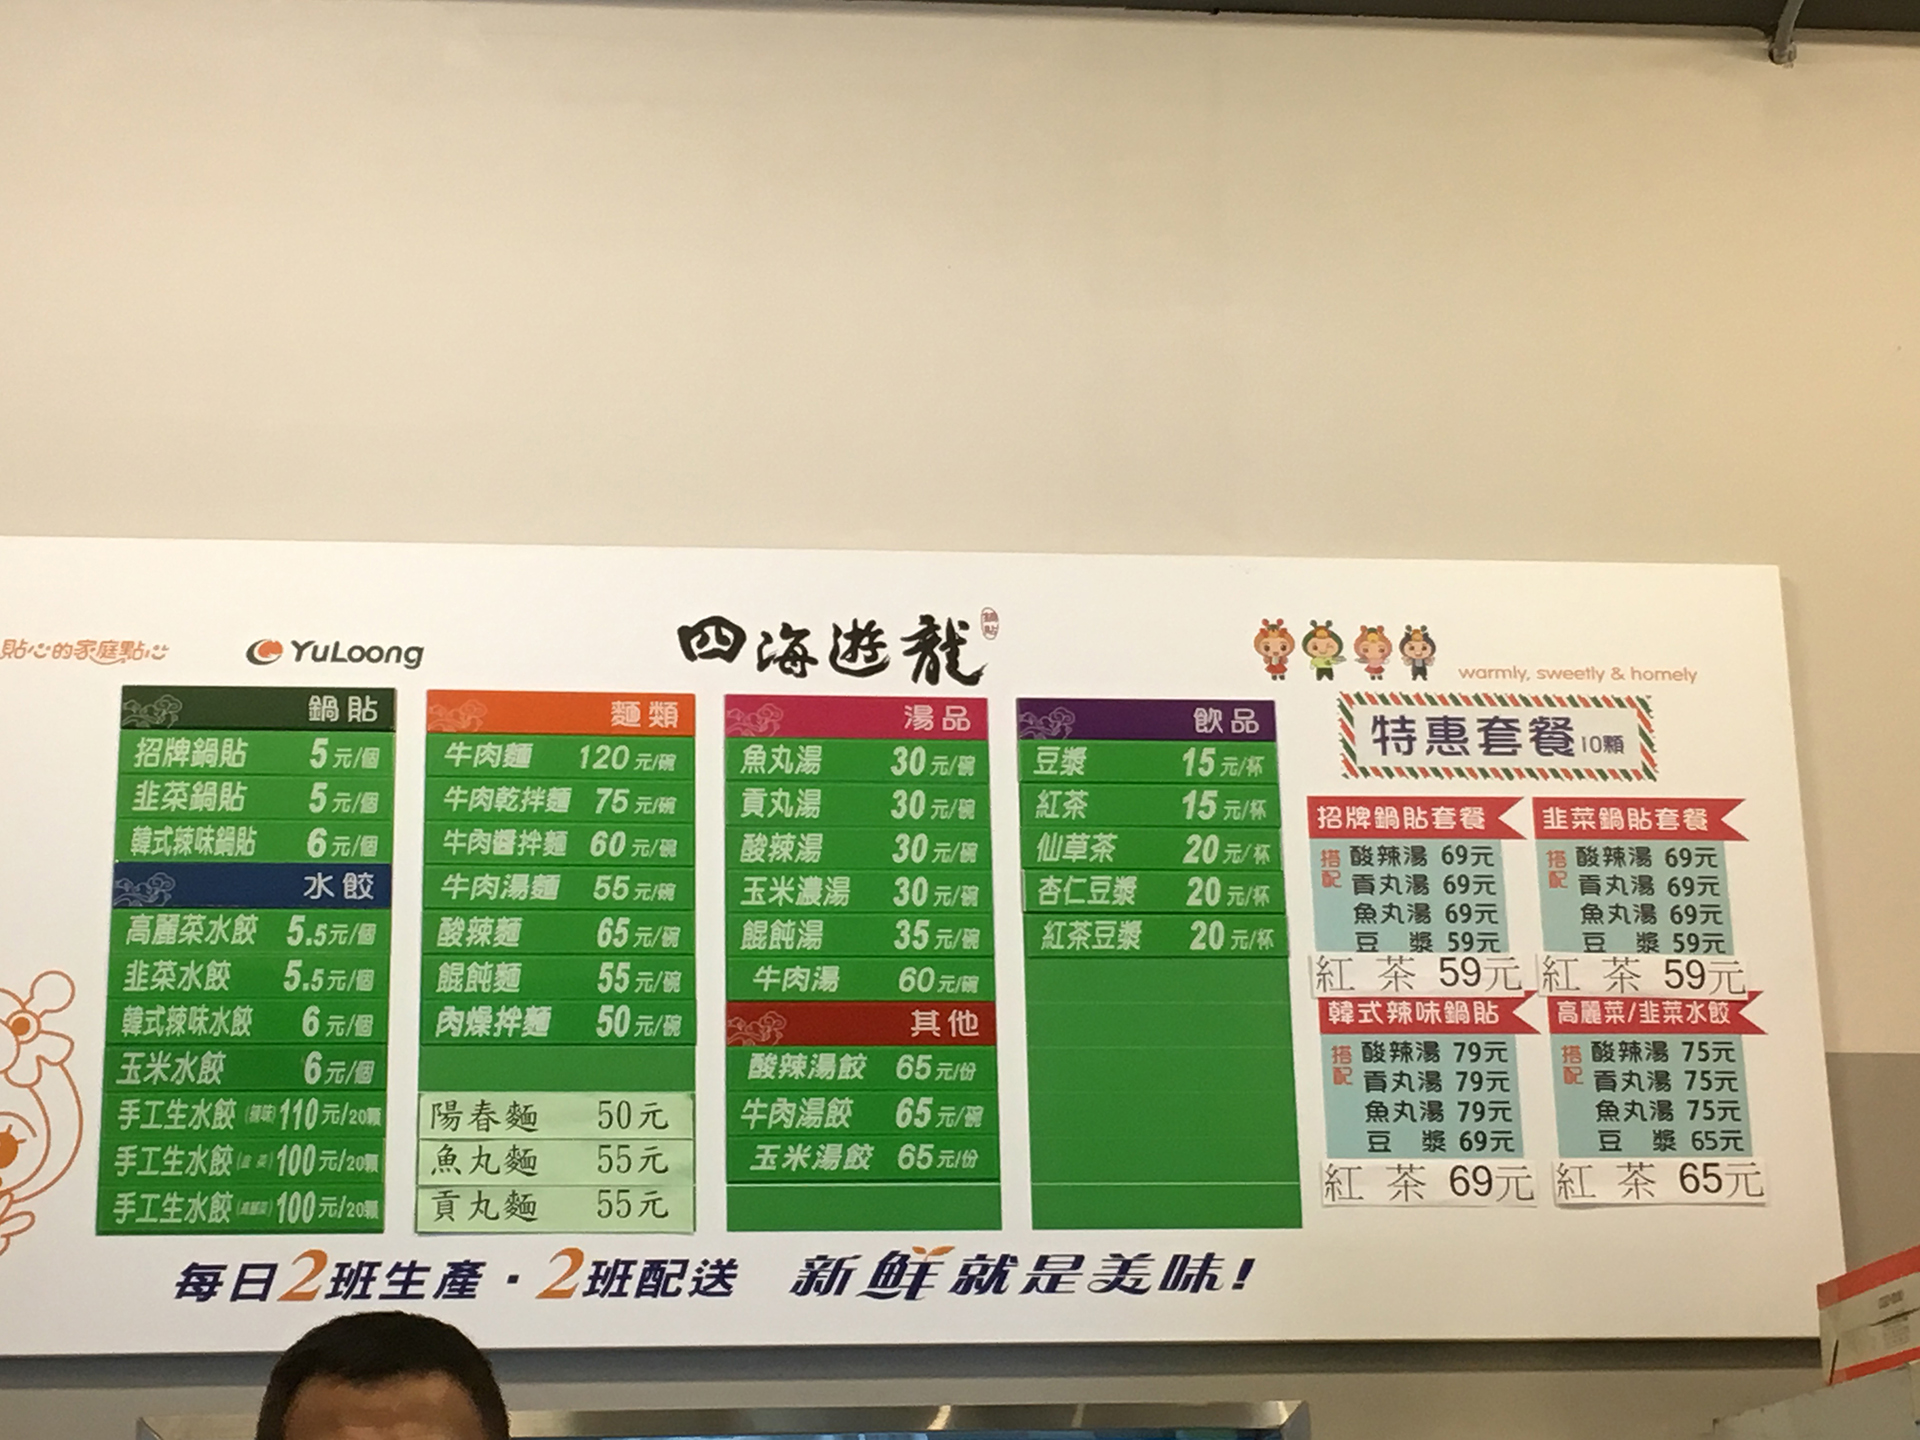 貼心的家庭點心
YuLoong
四海遊龍
鍋貼
warmly, sweetly & homely
鍋貼
招牌鍋貼 5元/個
韭菜鍋貼 5元/個
韓式辣味鍋貼 6元/個
水餃
高麗菜水餃 5.5元/個
韭菜水餃 5.5元/個
韓式辣味水餃 6元/個
玉米水餃 6元/個
手工生水餃(辣味)110元/20顆
手工生水餃(韭菜)100元/20顆
手工生水餃(高麗菜)100元/20顆
麵類
牛肉麵 120元/碗
牛肉乾拌麵 75元/碗
牛肉醬拌麵 60元/碗
牛肉湯麵 55元/碗
酸辣麵 65元/碗
餛飩麵 55元/碗
肉燥拌麵 50元/碗
陽春麵 50元
魚丸麵 55元
貢丸麵 55元
湯品
魚丸湯 30元/碗
貢丸湯 30元/碗
酸辣湯 30元/碗
玉米濃湯 30元/碗
餛飩湯 35元/碗
牛肉湯 60元/碗
其他
酸辣湯餃 65元/份
牛肉湯餃 65元/碗
玉米湯餃 65元/份
飲品
豆漿 15元/杯
紅茶 15元/杯
仙草茶 20元/杯
杏仁豆漿 20元/杯
紅茶豆漿 20元/杯
特惠套餐10顆
招牌鍋貼套餐
搭配
酸辣湯 69元
貢丸湯 69元
魚丸湯 69元
豆 漿 59元
紅 茶 59元
韭菜鍋貼套餐
搭配
酸辣湯 69元
貢丸湯 69元
魚丸湯 69元
豆 漿 59元
紅 茶 59元
韓式辣味鍋貼
搭配
酸辣湯 79元
貢丸湯 79元
魚丸湯 79元
豆 漿 69元
紅 茶 69元
高麗菜/韭菜水餃
搭配
酸辣湯 75元
貢丸湯 75元
魚丸湯 75元
豆 漿 65元
紅 茶 65元
每日2班生產・2班配送 新鮮就是美味!